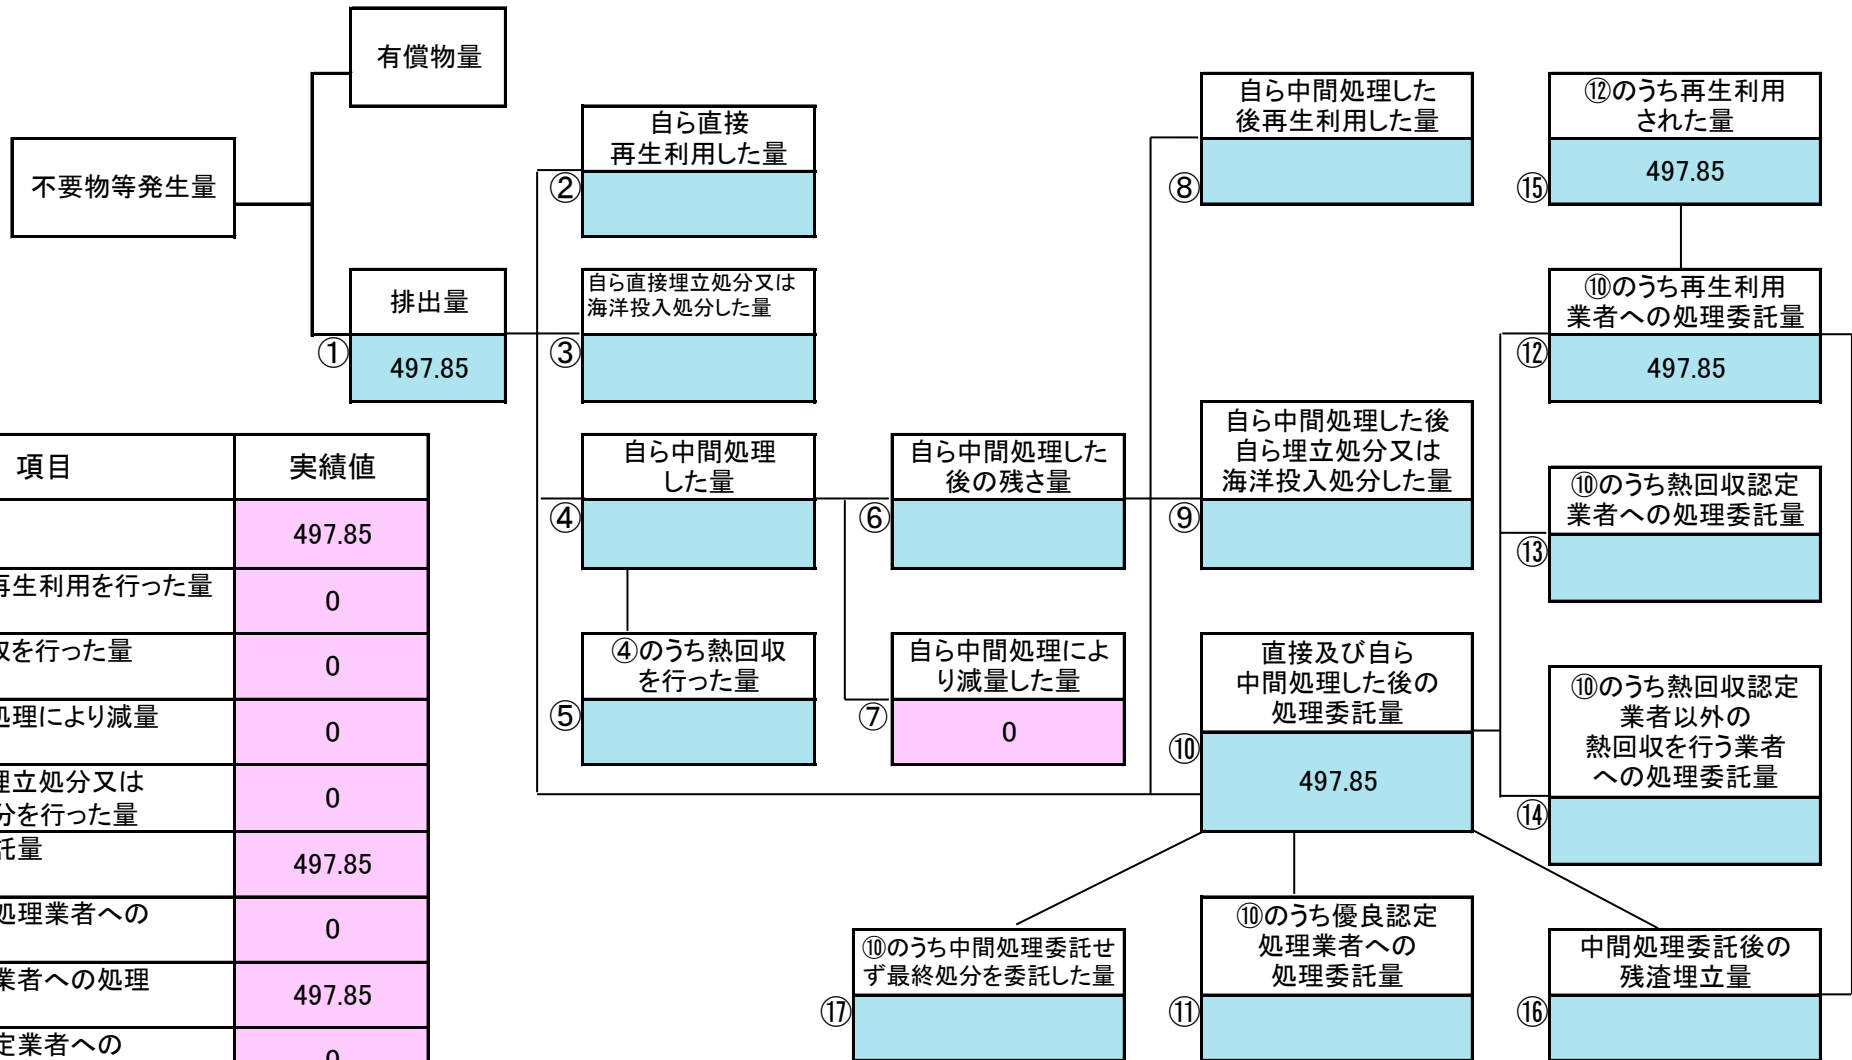 有償物量
不要物等発生量
排出量
①
497.85
自ら直接
再生利用した量
②
自ら直接埋立処分又は
海洋投入処分した量
③
自ら中間処理
した量
④
④のうち熱回収
を行った量
⑤
自ら中間処理した
後の残さ量
⑥
自ら中間処理によ
り減量した量
⑦
0
自ら中間処理した
後再生利用した量
⑧
自ら中間処理した後
自ら埋立処分又は
海洋投入処分した量
⑨
直接及び自ら
中間処理した後の
処理委託量
⑩
497.85
⑫のうち再生利用
された量
⑮
497.85
⑩のうち再生利用
業者への処理委託量
⑫
497.85
⑩のうち熱回収認定
業者への処理委託量
⑬
⑩のうち熱回収認定
業者以外の
熱回収を行う業者
への処理委託量
⑭
⑩のうち中間処理委託せ
ず最終処分を委託した量
⑰
⑩のうち優良認定
処理業者への
処理委託量
⑪
中間処理委託後の
残渣埋立量
⑯
項目 実績値
497.85
再生利用を行った量 0
を行った量 0
処理により減量 0
埋立処分又は
を行った量 0
託量 497.85
処理業者への 0
業者への処理 497.85
定業者への 0